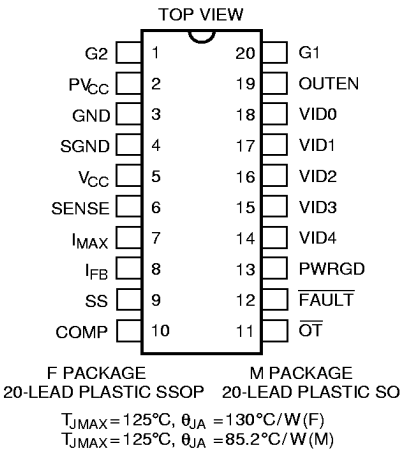 TOP VIEW
G2 1 20 G1
PVCC 2 19 OUTEN
GND 3 18 VID0
SGND 4 17 VID1
VCC 5 16 VID2
SENSE 6 15 VID3
IMAX 7 14 VID4
IFB 8 13 PWRGD
SS 9 12 FAULT
COMP 10 11 OT
F PACKAGE M PACKAGE
20-LEAD PLASTIC SSOP 20-LEAD PLASTIC SO
TJMAX = 125°C, θJA = 130°C/W (F)
TJMAX = 125°C, θJA = 85.2°C/W (M)